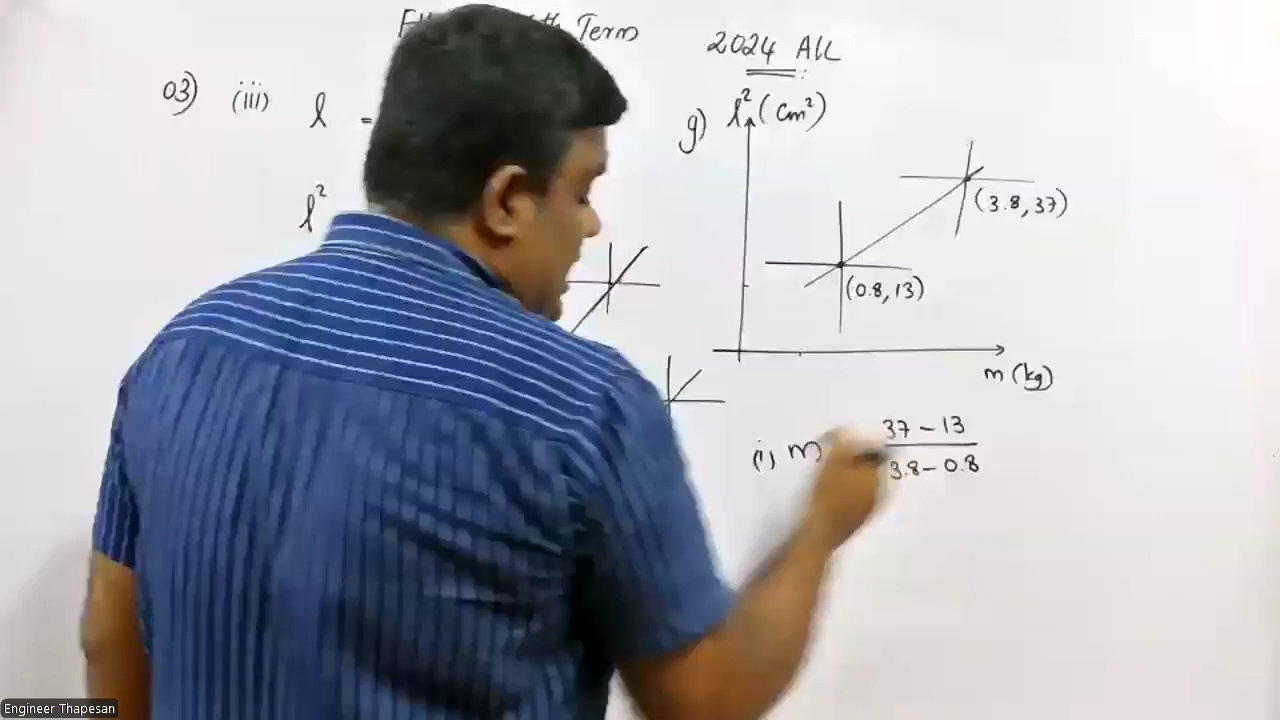 Term
2024 A/L
03) (iii) l =
l²
g) l² (cm²)
(3.8, 37)
(0.8, 13)
m (kg)
(i) m
37 - 13
3.8 - 0.8
Engineer Thapesan